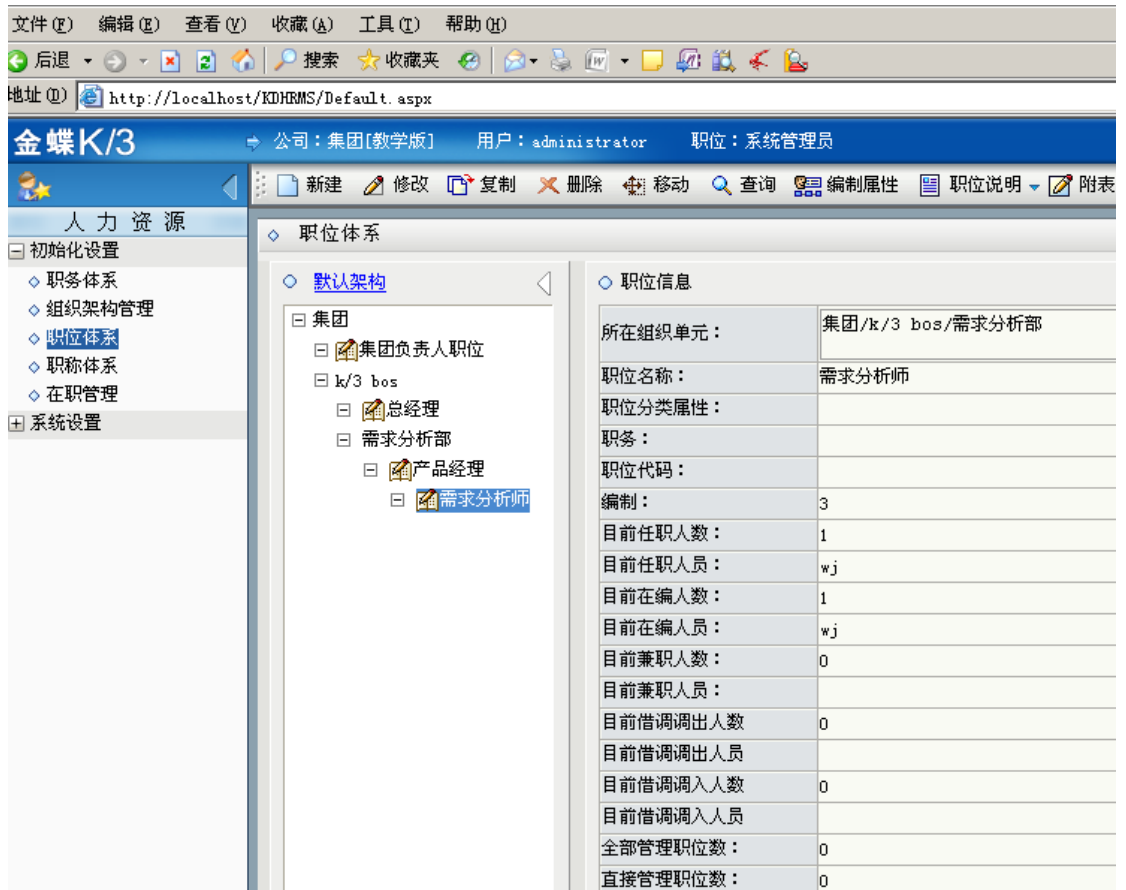 文件(F) 编辑(E) 查看(V) 收藏(A) 工具(T) 帮助(H)
后退 搜索 收藏夹
地址(D) http://localhost/KDHRMS/Default.aspx
金蝶K/3 公司：集团[教学版] 用户：administrator 职位：系统管理员
新建 修改 复制 删除 移动 查询 编制属性 职位说明 附表
人力资源
初始化设置
职务体系
组织架构管理
职位体系
职称体系
在职管理
系统设置
职位体系
默认架构
集团
集团负责人职位
k/3 bos
总经理
需求分析部
产品经理
需求分析师
职位信息
所在组织单元： 集团/k/3 bos/需求分析部
职位名称： 需求分析师
职位分类属性：
职务：
职位代码：
编制： 3
目前任职人数： 1
目前任职人员： wj
目前在编人数： 1
目前在编人员： wj
目前兼职人数： 0
目前兼职人员：
目前借调调出人数 0
目前借调调出人员
目前借调调入人数 0
目前借调调入人员
全部管理职位数： 0
直接管理职位数： 0